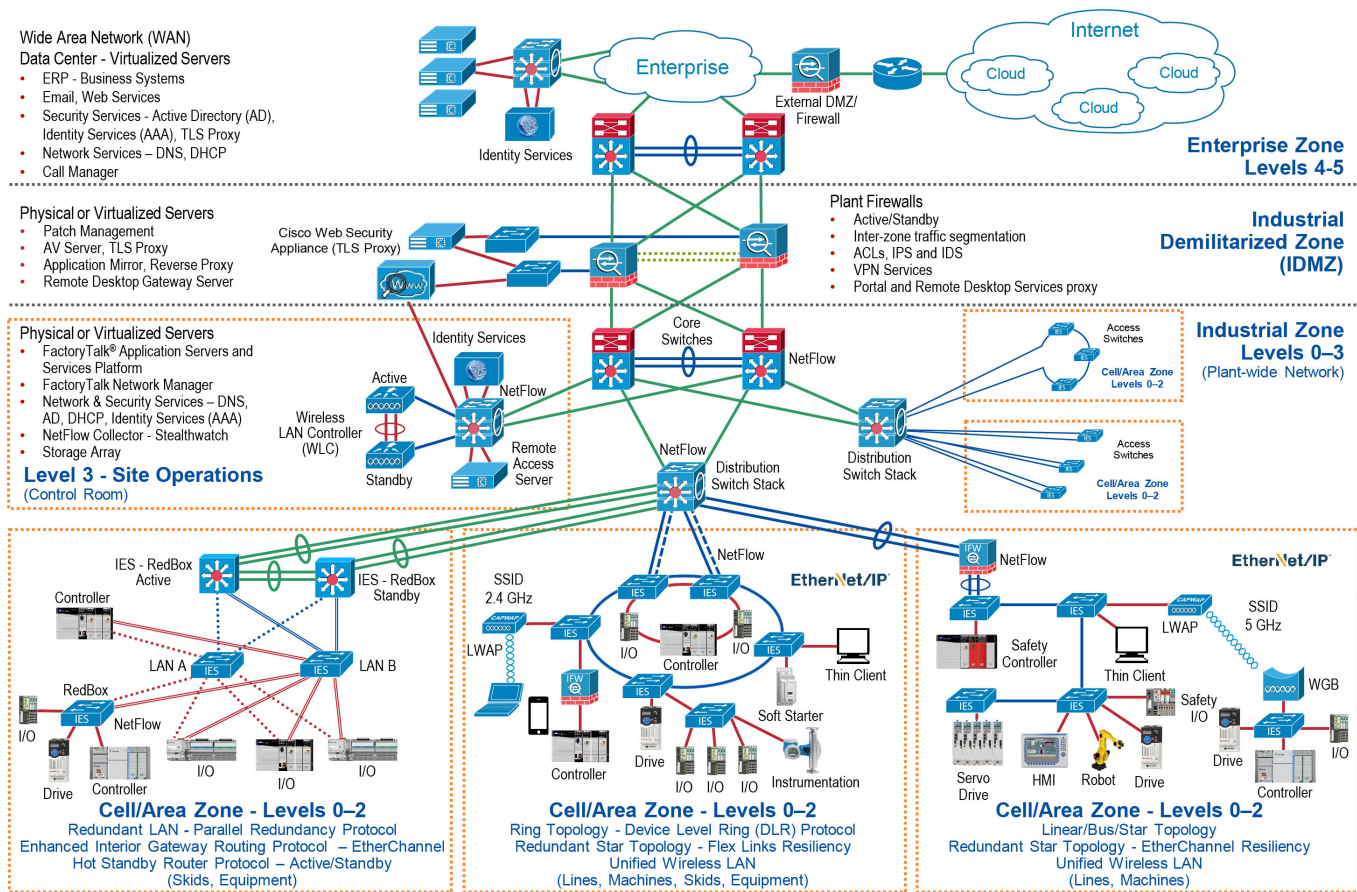 Wide Area Network (WAN)
Data Center - Virtualized Servers
• ERP - Business Systems
• Email, Web Services
• Security Services - Active Directory (AD),
Identity Services (AAA), TLS Proxy
• Network Services – DNS, DHCP
• Call Manager
Identity Services
Enterprise
External DMZ/
Firewall
Internet
Cloud
Cloud
Cloud
Enterprise Zone
Levels 4-5
Physical or Virtualized Servers
• Patch Management
• AV Server, TLS Proxy
• Application Mirror, Reverse Proxy
• Remote Desktop Gateway Server
Cisco Web Security
Appliance (TLS Proxy)
www
Plant Firewalls
• Active/Standby
• Inter-zone traffic segmentation
• ACLs, IPS and IDS
• VPN Services
• Portal and Remote Desktop Services proxy
Industrial
Demilitarized Zone
(IDMZ)
Physical or Virtualized Servers
• FactoryTalk® Application Servers and
Services Platform
• FactoryTalk Network Manager
• Network & Security Services – DNS,
AD, DHCP, Identity Services (AAA)
• NetFlow Collector - Stealthwatch
• Storage Array
Level 3 - Site Operations
(Control Room)
Identity Services
NetFlow
Active
Wireless
LAN Controller
(WLC)
Standby
Remote
Access
Server
Core
Switches
NetFlow
NetFlow
Distribution
Switch Stack
Distribution
Switch Stack
IES
IES
IES
Access
Switches
Cell/Area Zone
Levels 0–2
IES
IES
IES
Access
Switches
Cell/Area Zone
Levels 0–2
Industrial Zone
Levels 0–3
(Plant-wide Network)
IES - RedBox
Active
IES - RedBox
Standby
Controller
LAN A
IES
LAN B
IES
RedBox
IES
NetFlow
I/O
Drive
Controller
I/O
I/O
I/O
Cell/Area Zone - Levels 0–2
Redundant LAN - Parallel Redundancy Protocol
Enhanced Interior Gateway Routing Protocol – EtherChannel
Hot Standby Router Protocol – Active/Standby
(Skids, Equipment)
NetFlow
EtherNet/IP
SSID
2.4 GHz
CAPWAP
LWAP
IES
IES
IES
IES
IES
IES
IFW
I/O
Controller
I/O
Thin Client
Soft Starter
Controller
Drive
I/O
I/O
I/O
Instrumentation
Cell/Area Zone - Levels 0–2
Ring Topology - Device Level Ring (DLR) Protocol
Redundant Star Topology - Flex Links Resiliency
Unified Wireless LAN
(Lines, Machines, Skids, Equipment)
IFW
NetFlow
EtherNet/IP
IES
IES
CAPWAP
LWAP
SSID
5 GHz
Safety
Controller
Thin Client
WGB
IES
IES
IES
Safety
I/O
Servo
Drive
HMI
Robot
Drive
Drive
Controller
I/O
Cell/Area Zone - Levels 0–2
Linear/Bus/Star Topology
Redundant Star Topology - EtherChannel Resiliency
Unified Wireless LAN
(Lines, Machines)